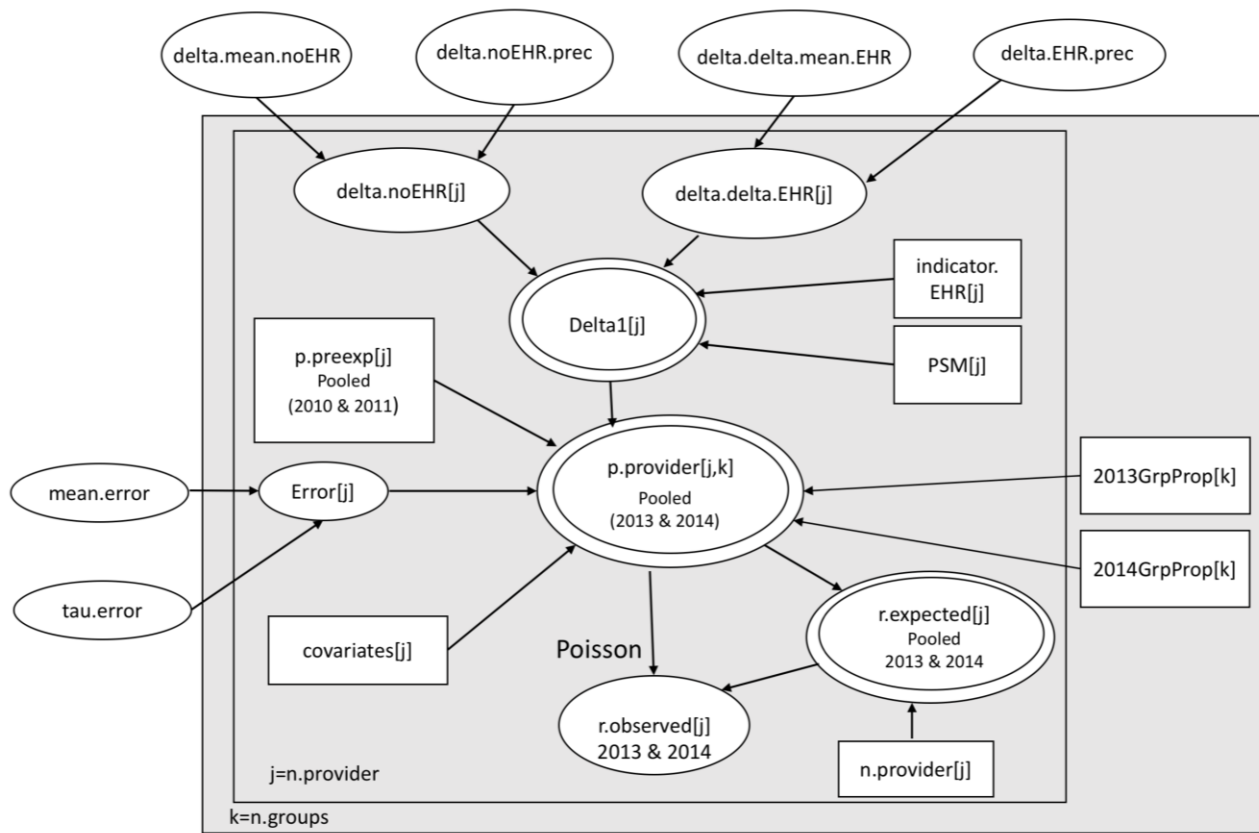 delta.mean.noEHR
delta.noEHR.prec
delta.delta.mean.EHR
delta.EHR.prec
delta.noEHR[j]
delta.delta.EHR[j]
indicator.
EHR[j]
Delta1[j]
PSM[j]
p.preexp[j]
Pooled
(2010 & 2011)
p.provider[j,k]
Pooled
(2013 & 2014)
2013GrpProp[k]
mean.error
Error[j]
2014GrpProp[k]
tau.error
covariates[j]
Poisson
r.expected[j]
Pooled
2013 & 2014
r.observed[j]
2013 & 2014
n.provider[j]
j=n.provider
k=n.groups